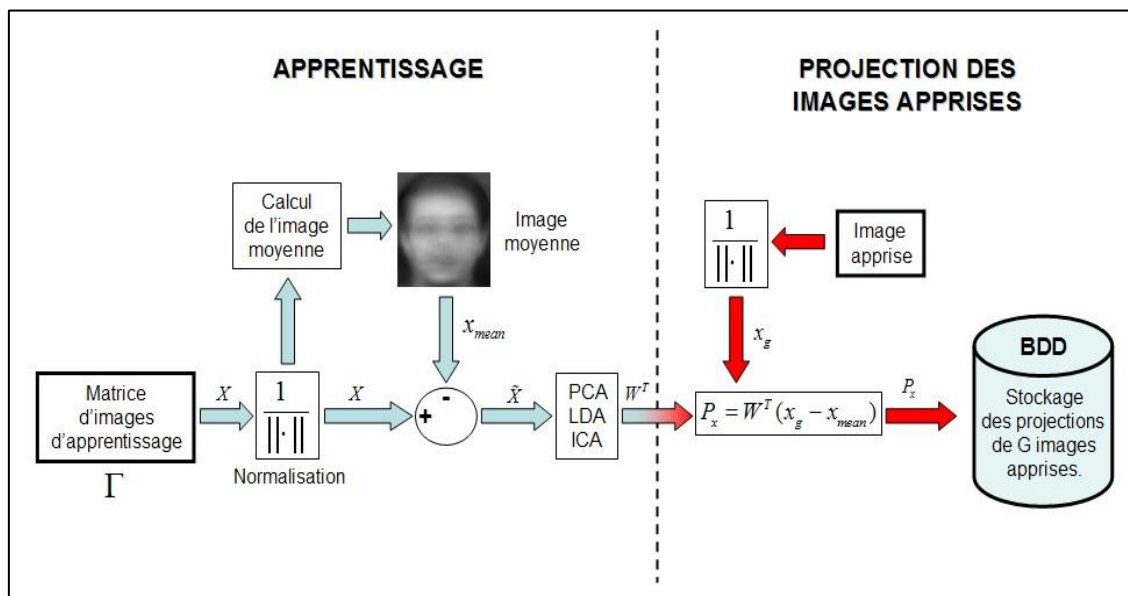 APPRENTISSAGE
PROJECTION DES
IMAGES APPRISES
Calcul
de l'image
moyenne
Image
moyenne
x_mean
Matrice
d'images
d'apprentissage
Γ
X
1
||·||
Normalisation
X
+
-
X̃
PCA
LDA
ICA
W^T
1
||·||
Image
apprise
x_g
P_x = W^T (x_g − x_mean)
P_x
BDD
Stockage
des projections
de G images
apprises.